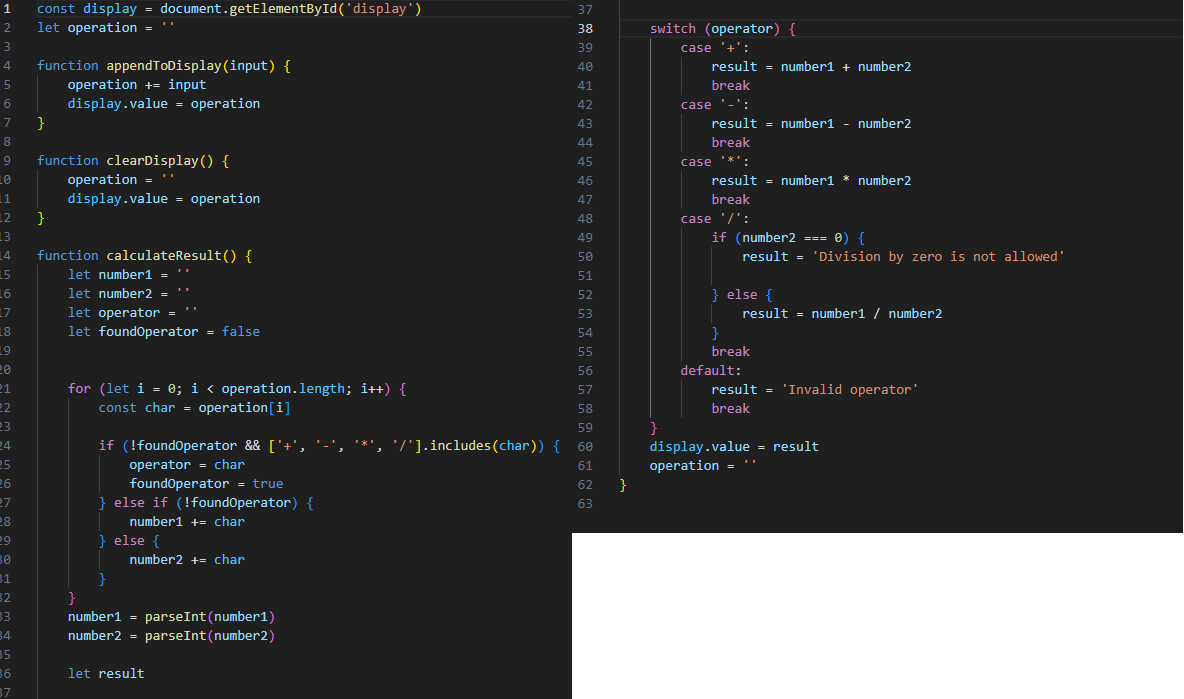 1 const display = document.getElementById('display')
2 let operation = ''
3
4 function appendToDisplay(input) {
5 operation += input
6 display.value = operation
7 }
8
9 function clearDisplay() {
10 operation = ''
11 display.value = operation
12 }
13
14 function calculateResult() {
15 let number1 = ''
16 let number2 = ''
17 let operator = ''
18 let foundOperator = false
19
20
21 for (let i = 0; i < operation.length; i++) {
22 const char = operation[i]
23
24 if (!foundOperator && ['+', '-', '*', '/'].includes(char)) {
25 operator = char
26 foundOperator = true
27 } else if (!foundOperator) {
28 number1 += char
29 } else {
30 number2 += char
31 }
32 }
33 number1 = parseInt(number1)
34 number2 = parseInt(number2)
35
36 let result
37
37
38 switch (operator) {
39 case '+':
40 result = number1 + number2
41 break
42 case '-':
43 result = number1 - number2
44 break
45 case '*':
46 result = number1 * number2
47 break
48 case '/':
49 if (number2 === 0) {
50 result = 'Division by zero is not allowed'
51
52 } else {
53 result = number1 / number2
54 }
55 break
56 default:
57 result = 'Invalid operator'
58 break
59 }
60 display.value = result
61 operation = ''
62 }
63